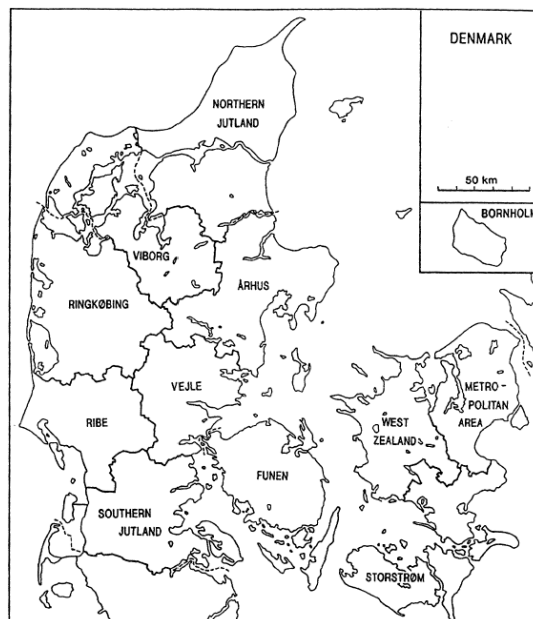 DENMARK
50 km
BORNHOLM
NORTHERN
JUTLAND
VIBORG
ÅRHUS
RINGKØBING
VEJLE
METRO-
POLITAN
AREA
WEST
ZEALAND
RIBE
FUNEN
SOUTHERN
JUTLAND
STORSTRØM